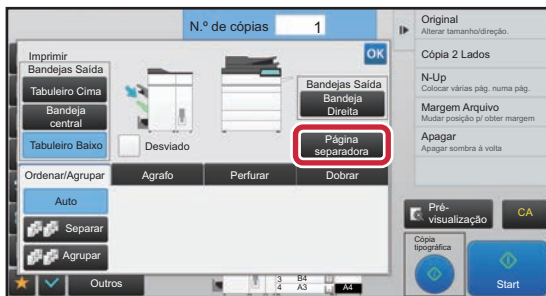 N.º de cópias
1
Imprimir
OK
Bandejas Saída
Tabuleiro Cima
Bandeja
central
Tabuleiro Baixo
Desviado
Bandejas Saída
Bandeja
Direita
Página
separadora
Ordenar/Agrupar
Agrafo
Perfurar
Dobrar
Auto
Separar
Agrupar
Outros
3 B4
4 A3
A4
Original
Alterar tamanho/direção.
Cópia 2 Lados
N-Up
Colocar várias pág. numa pág.
Margem Arquivo
Mudar posição p/ obter margem
Apagar
Apagar sombra à volta
Pré-
visualização
CA
Cópia
tipográfica
Start